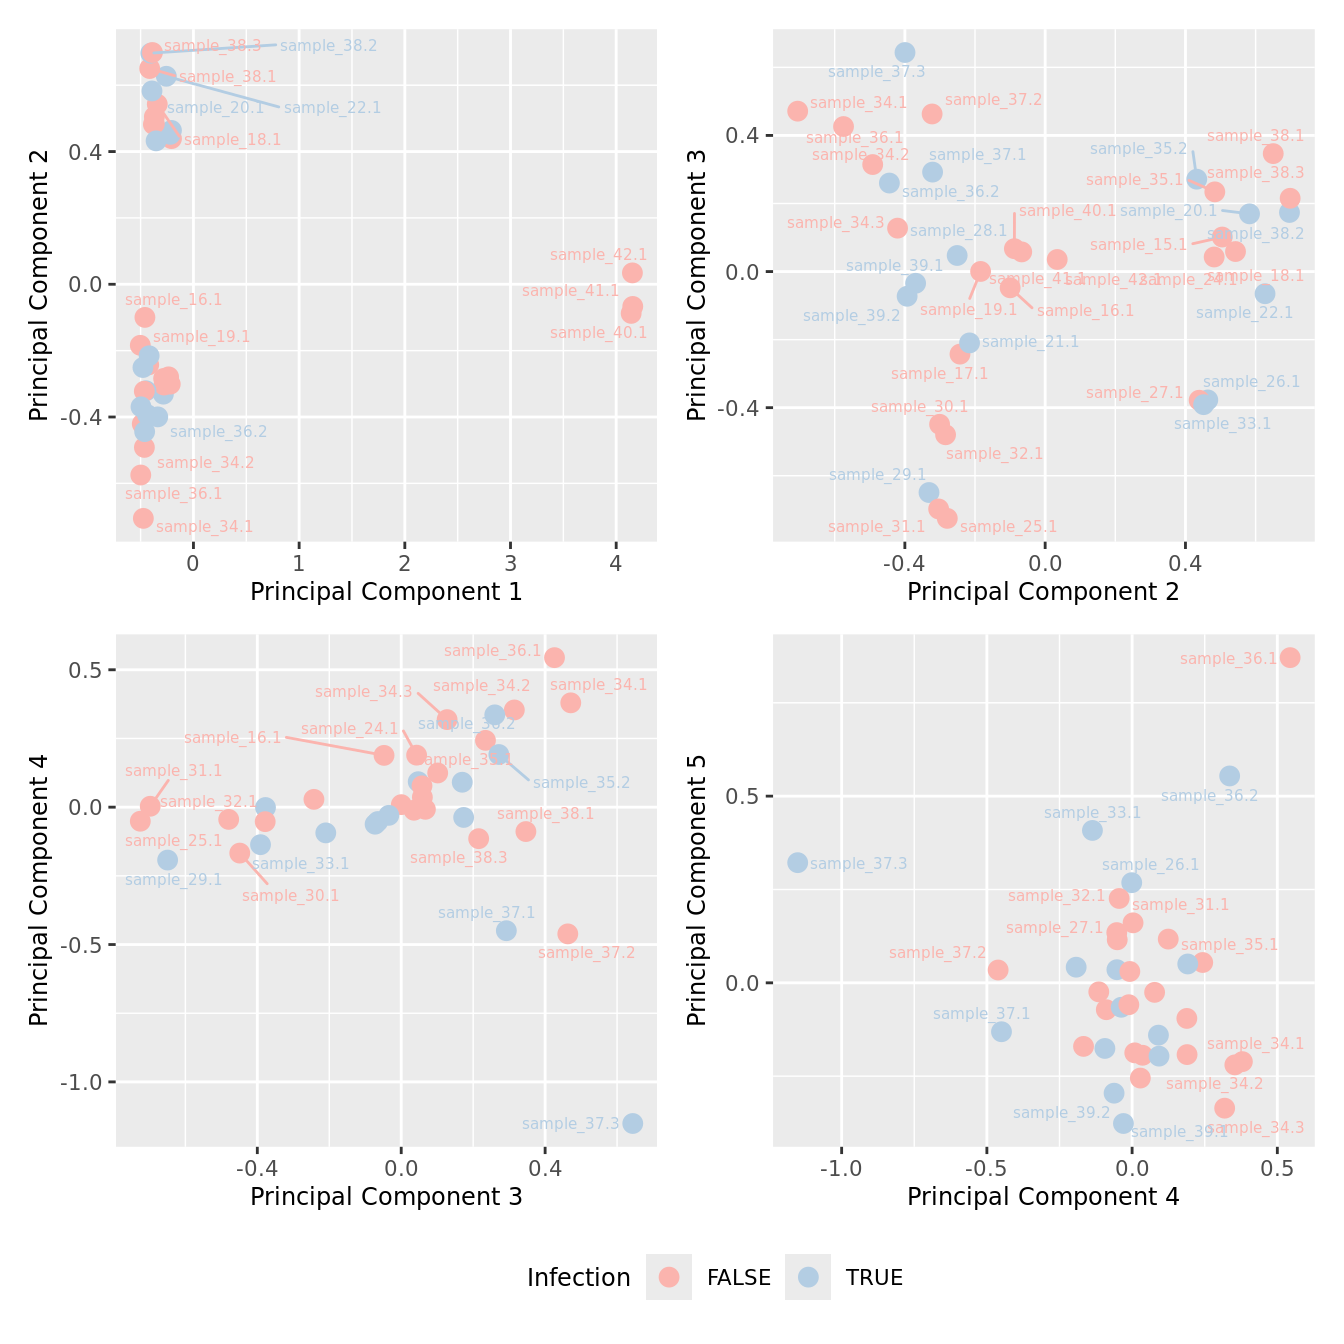 sample_38.3
sample_38.2
sample_38.1
sample_20.1
sample_22.1
sample_18.1
sample_42.1
sample_41.1
sample_40.1
sample_16.1
sample_19.1
sample_36.2
sample_34.2
sample_36.1
sample_34.1
0.4
0.0
-0.4
0
1
2
3
4
Principal Component 1
Principal Component 2
sample_37.3
sample_34.1
sample_37.2
sample_36.1
sample_34.2
sample_37.1
sample_36.2
sample_38.1
sample_35.2
sample_38.3
sample_35.1
sample_40.1
sample_20.1
sample_34.3
sample_28.1
sample_38.2
sample_15.1
sample_39.1
sample_41.1
sample_42.1
sample_24.1
sample_18.1
sample_19.1
sample_16.1
sample_22.1
sample_39.2
sample_21.1
sample_17.1
sample_26.1
sample_27.1
sample_30.1
sample_33.1
sample_32.1
sample_29.1
sample_31.1
sample_25.1
0.4
0.0
-0.4
-0.4
0.0
0.4
Principal Component 2
Principal Component 3
sample_36.1
sample_34.3
sample_34.2
sample_34.1
sample_24.1
sample_36.2
sample_16.1
sample_35.1
sample_31.1
sample_35.2
sample_32.1
sample_38.1
sample_25.1
sample_33.1
sample_38.3
sample_29.1
sample_30.1
sample_37.1
sample_37.2
sample_37.3
0.5
0.0
-0.5
-1.0
-0.4
0.0
0.4
Principal Component 3
Principal Component 4
sample_36.1
sample_36.2
sample_33.1
sample_37.3
sample_26.1
sample_32.1
sample_31.1
sample_27.1
sample_35.1
sample_37.2
sample_37.1
sample_34.1
sample_34.2
sample_39.2
sample_39.1
sample_34.3
0.5
0.0
-1.0
-0.5
0.0
0.5
Principal Component 4
Principal Component 5
Infection
FALSE
TRUE